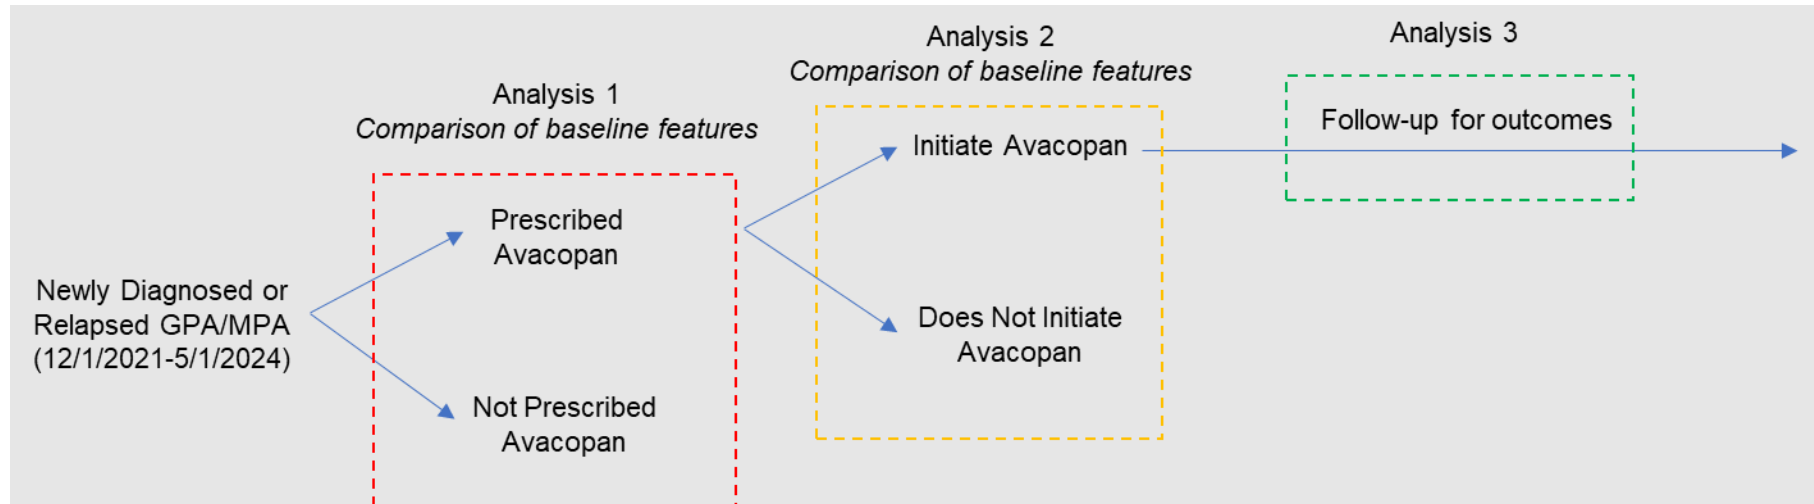 Analysis 1
Comparison of baseline features
Analysis 2
Comparison of baseline features
Analysis 3
Newly Diagnosed or
Relapsed GPA/MPA
(12/1/2021-5/1/2024)
Prescribed
Avacopan
Not Prescribed
Avacopan
Initiate Avacopan
Does Not Initiate
Avacopan
Follow-up for outcomes